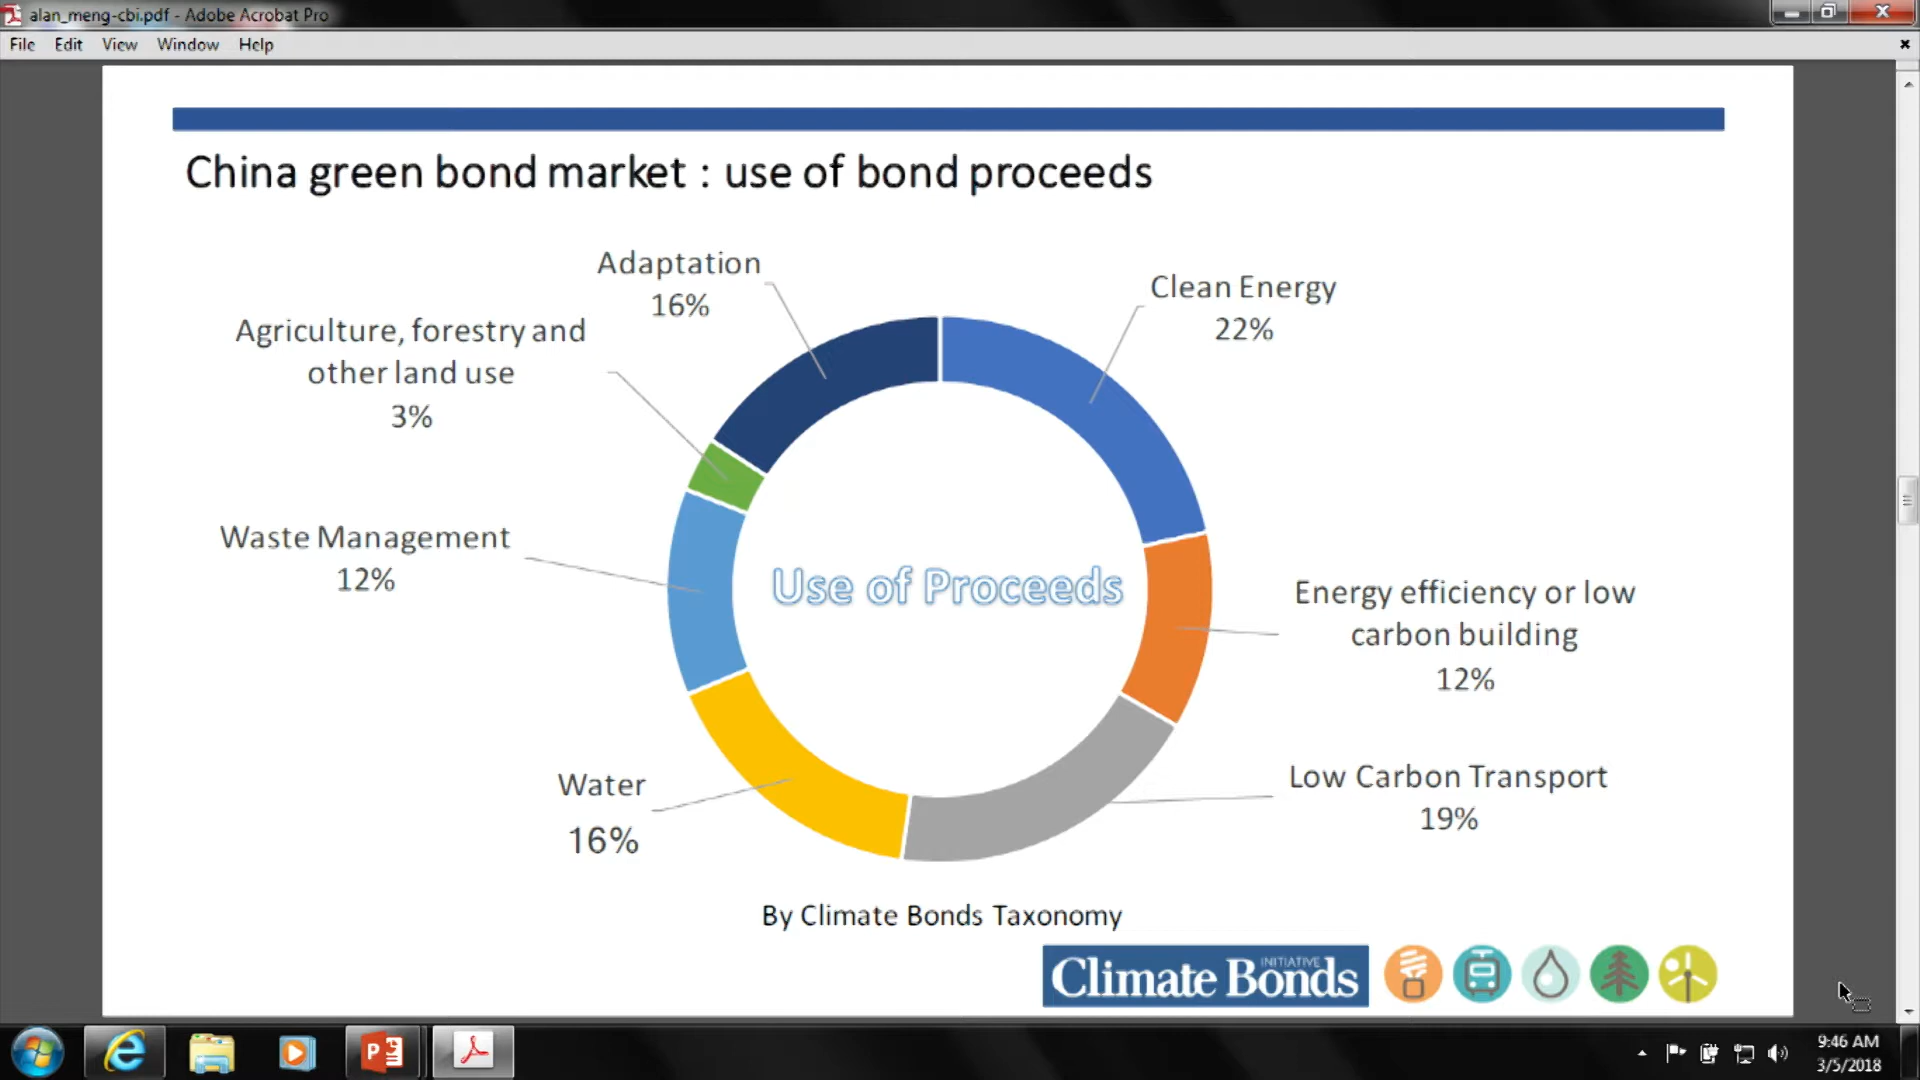 alan_meng-cbi.pdf - Adobe Acrobat Pro
File Edit View Window Help
China green bond market : use of bond proceeds
Adaptation
16%
Clean Energy
22%
Agriculture, forestry and
other land use
3%
Waste Management
12%
Use of Proceeds
Energy efficiency or low
carbon building
12%
Low Carbon Transport
19%
Water
16%
By Climate Bonds Taxonomy
Climate Bonds
INITIATIVE
9:46 AM
3/5/2018